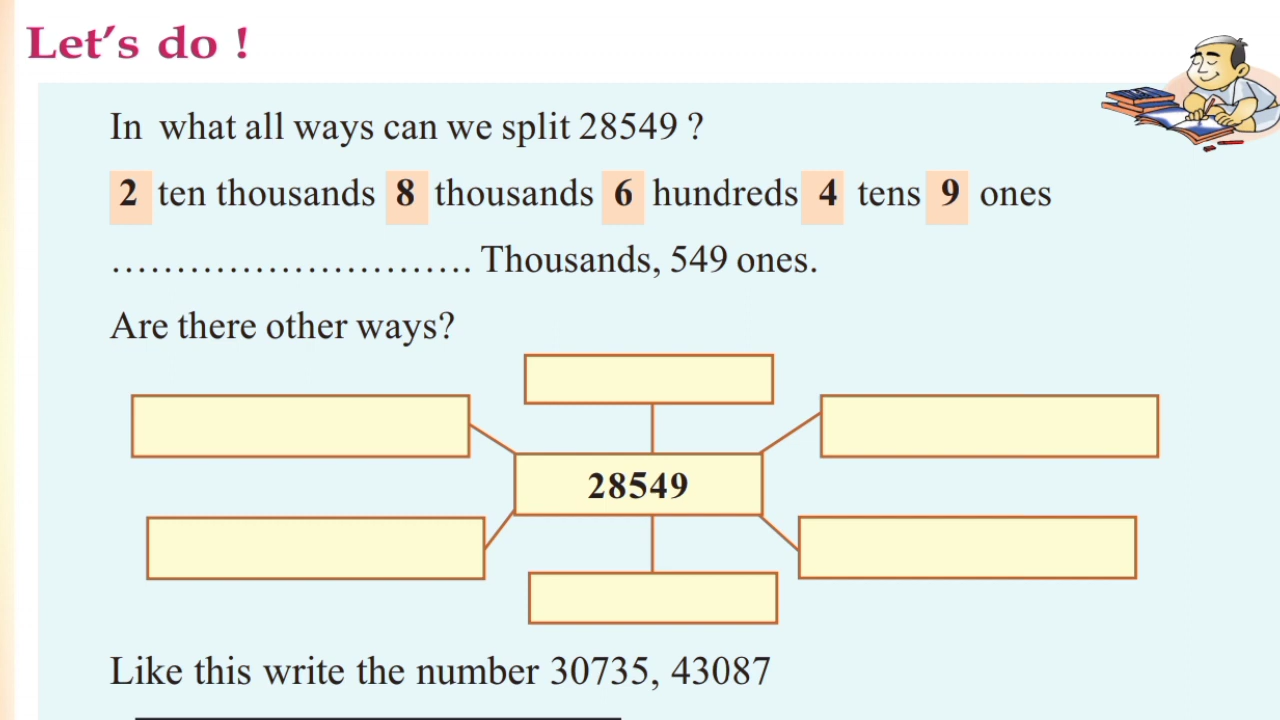 Let's do !
In what all ways can we split 28549 ?
2 ten thousands 8 thousands 6 hundreds 4 tens 9 ones
............................ Thousands, 549 ones.
Are there other ways?
28549
Like this write the number 30735, 43087